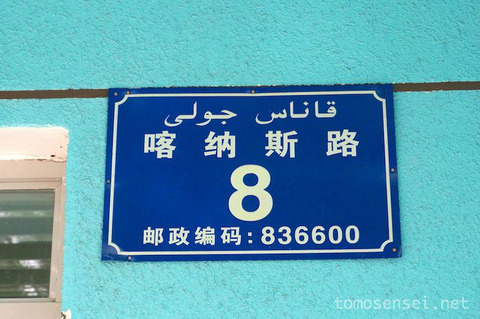 قاناس جولى
喀纳斯路
8
邮政编码:836600
tomosensei.net